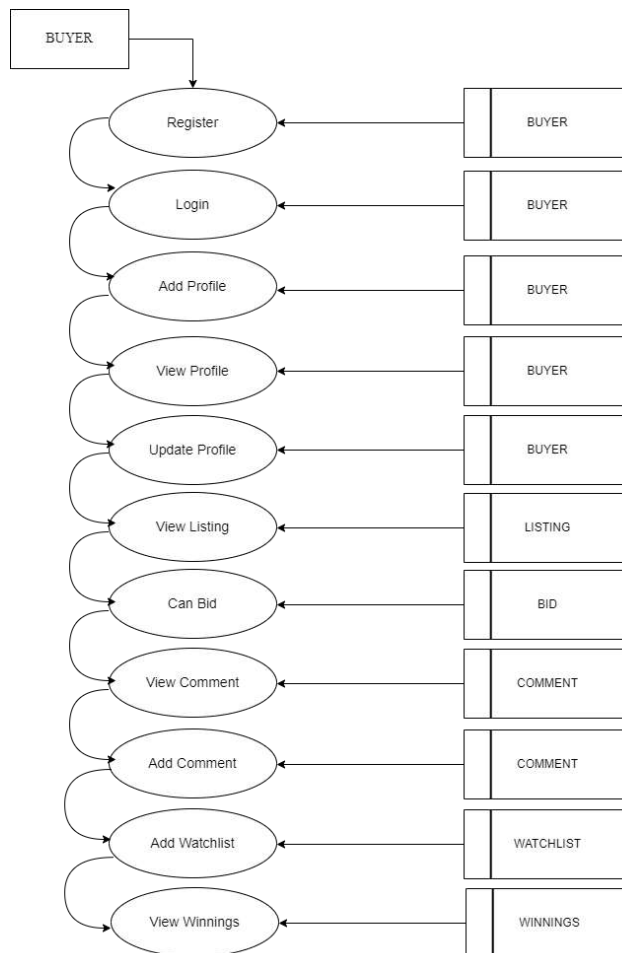 BUYER
Register
BUYER
Login
BUYER
Add Profile
BUYER
View Profile
BUYER
Update Profile
BUYER
View Listing
LISTING
Can Bid
BID
View Comment
COMMENT
Add Comment
COMMENT
Add Watchlist
WATCHLIST
View Winnings
WINNINGS